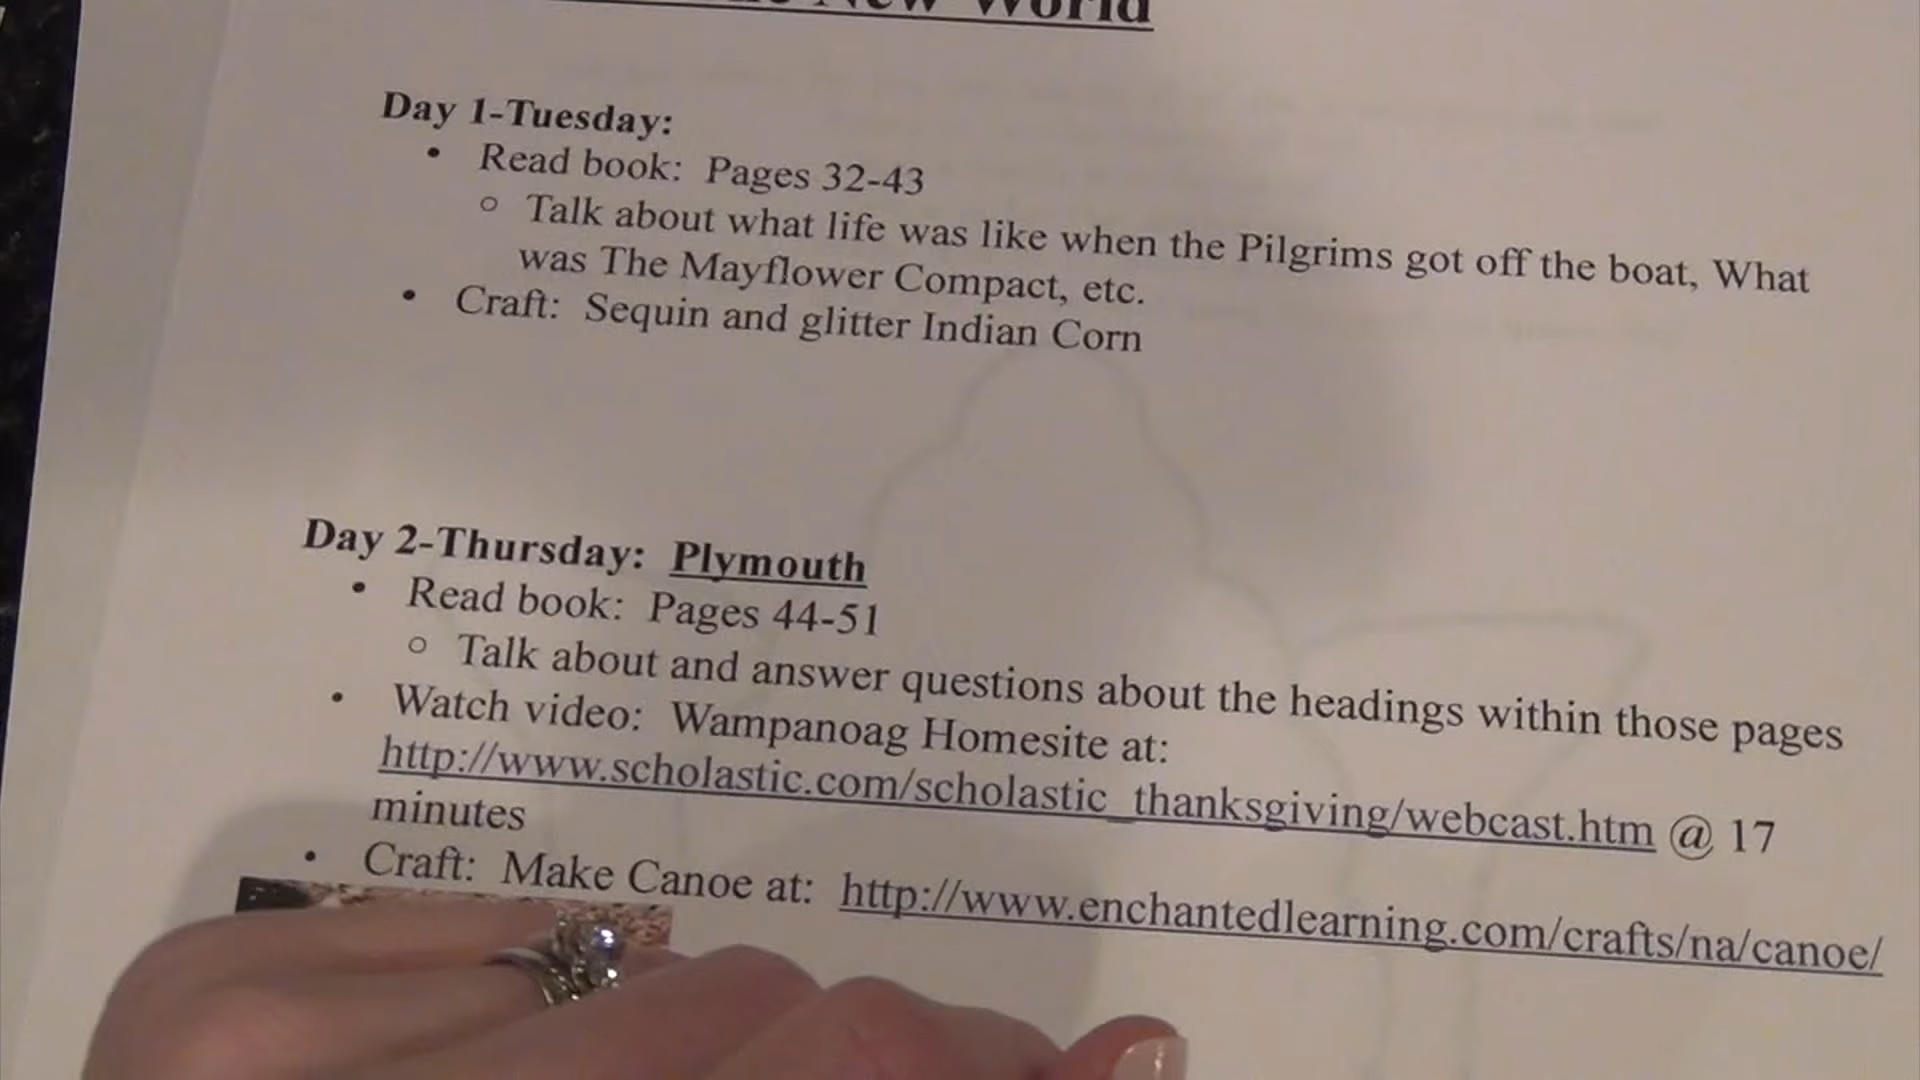 New World
Day 1-Tuesday:
• Read book: Pages 32-43
○ Talk about what life was like when the Pilgrims got off the boat, What
was The Mayflower Compact, etc.
• Craft: Sequin and glitter Indian Corn
Day 2-Thursday: Plymouth
• Read book: Pages 44-51
○ Talk about and answer questions about the headings within those pages
• Watch video: Wampanoag Homesite at:
http://www.scholastic.com/scholastic_thanksgiving/webcast.htm @ 17
minutes
• Craft: Make Canoe at: http://www.enchantedlearning.com/crafts/na/canoe/